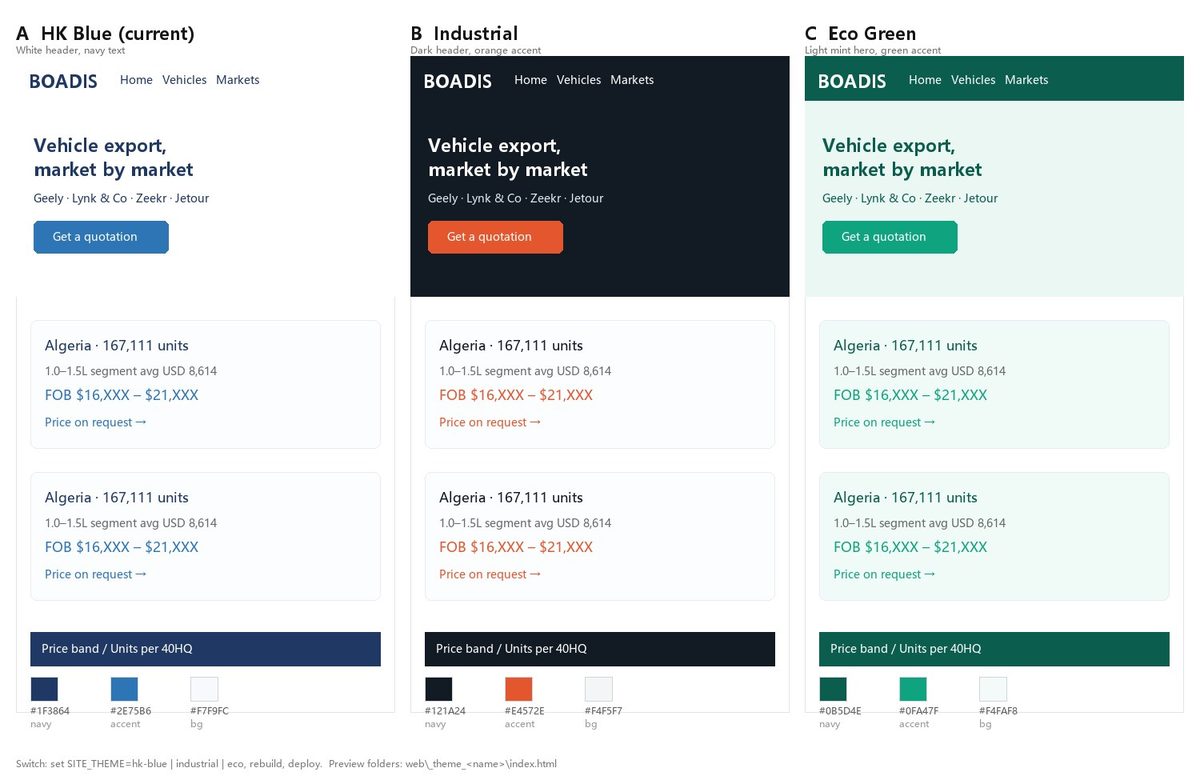 A HK Blue (current)
White header, navy text
BOADIS Home Vehicles Markets
Vehicle export,
market by market
Geely · Lynk & Co · Zeekr · Jetour
Get a quotation
Algeria · 167,111 units
1.0–1.5L segment avg USD 8,614
FOB $16,XXX – $21,XXX
Price on request →
Algeria · 167,111 units
1.0–1.5L segment avg USD 8,614
FOB $16,XXX – $21,XXX
Price on request →
Price band / Units per 40HQ
#1F3864 #2E75B6 #F7F9FC
navy accent bg
B Industrial
Dark header, orange accent
BOADIS Home Vehicles Markets
Vehicle export,
market by market
Geely · Lynk & Co · Zeekr · Jetour
Get a quotation
Algeria · 167,111 units
1.0–1.5L segment avg USD 8,614
FOB $16,XXX – $21,XXX
Price on request →
Algeria · 167,111 units
1.0–1.5L segment avg USD 8,614
FOB $16,XXX – $21,XXX
Price on request →
Price band / Units per 40HQ
#121A24 #E4572E #F4F5F7
navy accent bg
C Eco Green
Light mint hero, green accent
BOADIS Home Vehicles Markets
Vehicle export,
market by market
Geely · Lynk & Co · Zeekr · Jetour
Get a quotation
Algeria · 167,111 units
1.0–1.5L segment avg USD 8,614
FOB $16,XXX – $21,XXX
Price on request →
Algeria · 167,111 units
1.0–1.5L segment avg USD 8,614
FOB $16,XXX – $21,XXX
Price on request →
Price band / Units per 40HQ
#0B5D4E #0FA47F #F4FAF8
navy accent bg
Switch: set SITE_THEME=hk-blue | industrial | eco, rebuild, deploy. Preview folders: web\_theme_<name>\index.html